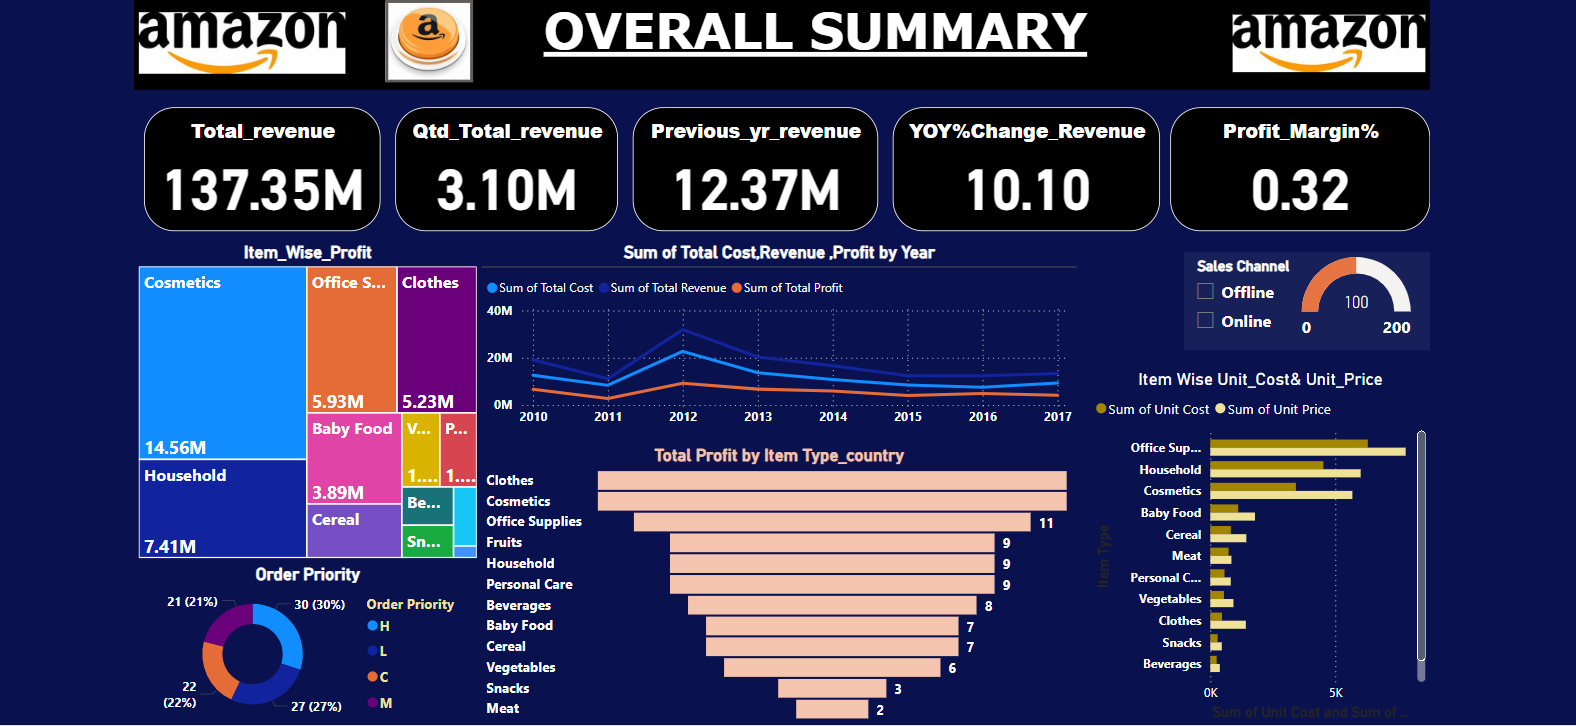 amazon
a
OVERALL SUMMARY
amazon
Total_revenue
137.35M
Qtd_Total_revenue
3.10M
Previous_yr_revenue
12.37M
YOY%Change_Revenue
10.10
Profit_Margin%
0.32
Item_Wise_Profit
Cosmetics
14.56M
Household
7.41M
Office S...
5.93M
Clothes
5.23M
Baby Food
3.89M
Cereal
V...
1....
P...
1....
Be...
Sn...
Order Priority
21 (21%)
30 (30%)
22
(22%)
27 (27%)
Order Priority
H
L
C
M
Sum of Total Cost,Revenue ,Profit by Year
Sum of Total Cost
Sum of Total Revenue
Sum of Total Profit
40M
20M
0M
2010 2011 2012 2013 2014 2015 2016 2017
Total Profit by Item Type_country
Clothes
Cosmetics
Office Supplies 11
Fruits 9
Household 9
Personal Care 9
Beverages 8
Baby Food 7
Cereal 7
Vegetables 6
Snacks 3
Meat 2
Sales Channel
Offline
Online
100
0
200
Item Wise Unit_Cost& Unit_Price
Sum of Unit Cost
Sum of Unit Price
Item Type
Office Sup...
Household
Cosmetics
Baby Food
Cereal
Meat
Personal C...
Vegetables
Clothes
Snacks
Beverages
0K 5K
Sum of Unit Cost and Sum of ...